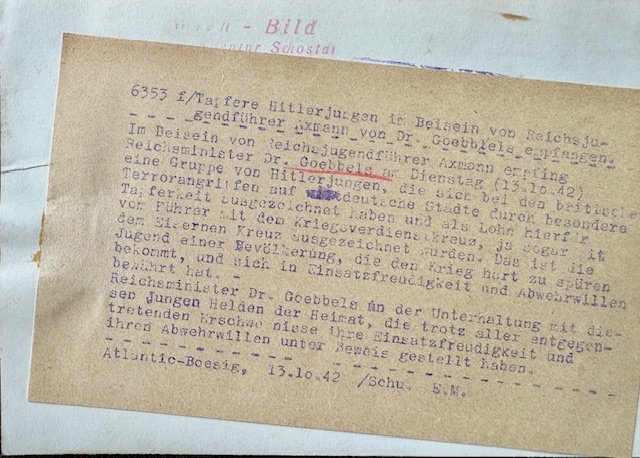 - Bild
Schostal
6353 f/Tapfere Hitlerjungen im Beisein von Reichsju-
gendführer Axmann von Dr. Goebbels empfangen.
Im Beisein von Reichsjugendführer Axmann empfing
Reichsminister Dr. Goebbels am Dienstag (13.10.42)
eine Gruppe von Hitlerjungen, die sich bei den britische
Terrorangriffen auf deutsche Städte durch besondere
Tapferkeit ausgezeichnet haben und als Lohn hierfür
vom Führer mit dem Kriegsverdienstkreuz, ja sogar mit
dem Eisernen Kreuz ausgezeichnet wurden. Das ist die
Jugend einer Bevölkerung, die den Krieg hart zu spüren
bekommt, und sich in Einsatzfreudigkeit und Abwehrwillen
bewährt hat. -
Reichsminister Dr. Goebbels in der Unterhaltung mit die-
sen jungen Helden der Heimat, die trotz aller entgegen-
tretenden Erschwe nisse ihre Einsatzfreudigkeit und
ihren Abwehrwillen unter Beweis gestellt haben.
Atlantic-Boesig, 13.10.42 /Schu. E.M.